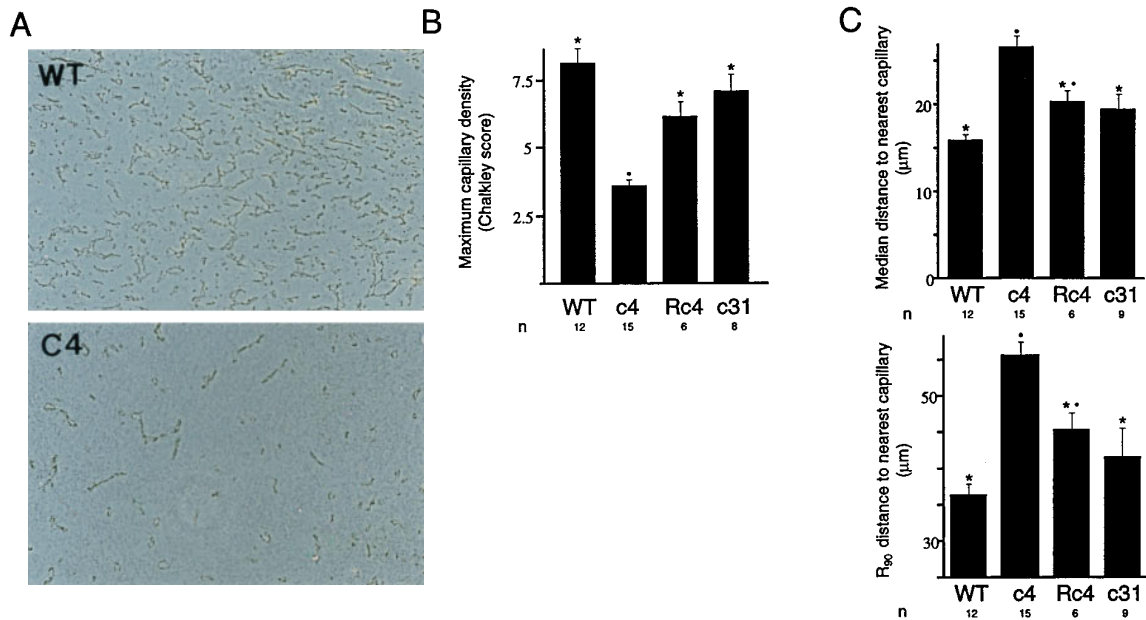 A
WT
C4
B
Maximum capillary density
(Chalkley score)
7.5
5
2.5
* • * *
WT c4 Rc4 c31
n 12 15 6 8
C
Median distance to nearest capillary
(μm)
20
10
0
* • * • *
WT c4 Rc4 c31
n 12 15 6 9
R90 distance to nearest capillary
(μm)
50
30
* • * • *
WT c4 Rc4 c31
n 12 15 6 9